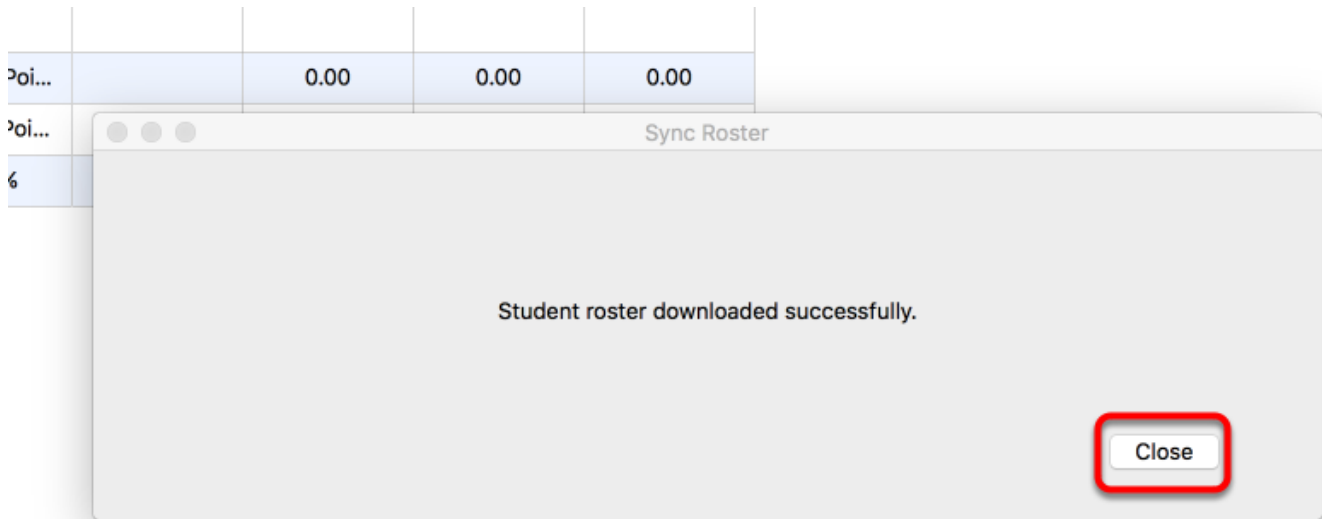 Poi... 0.00 0.00 0.00
Poi...
Sync Roster
%
Student roster downloaded successfully.
Close